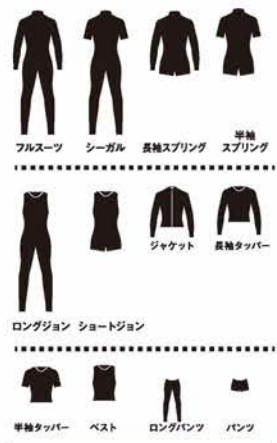 フルスーツ シーガル 長袖スプリング 半袖
スプリング
ジャケット 長袖タッパー
ロングジョン ショートジョン
半袖タッパー ベスト ロングパンツ パンツ